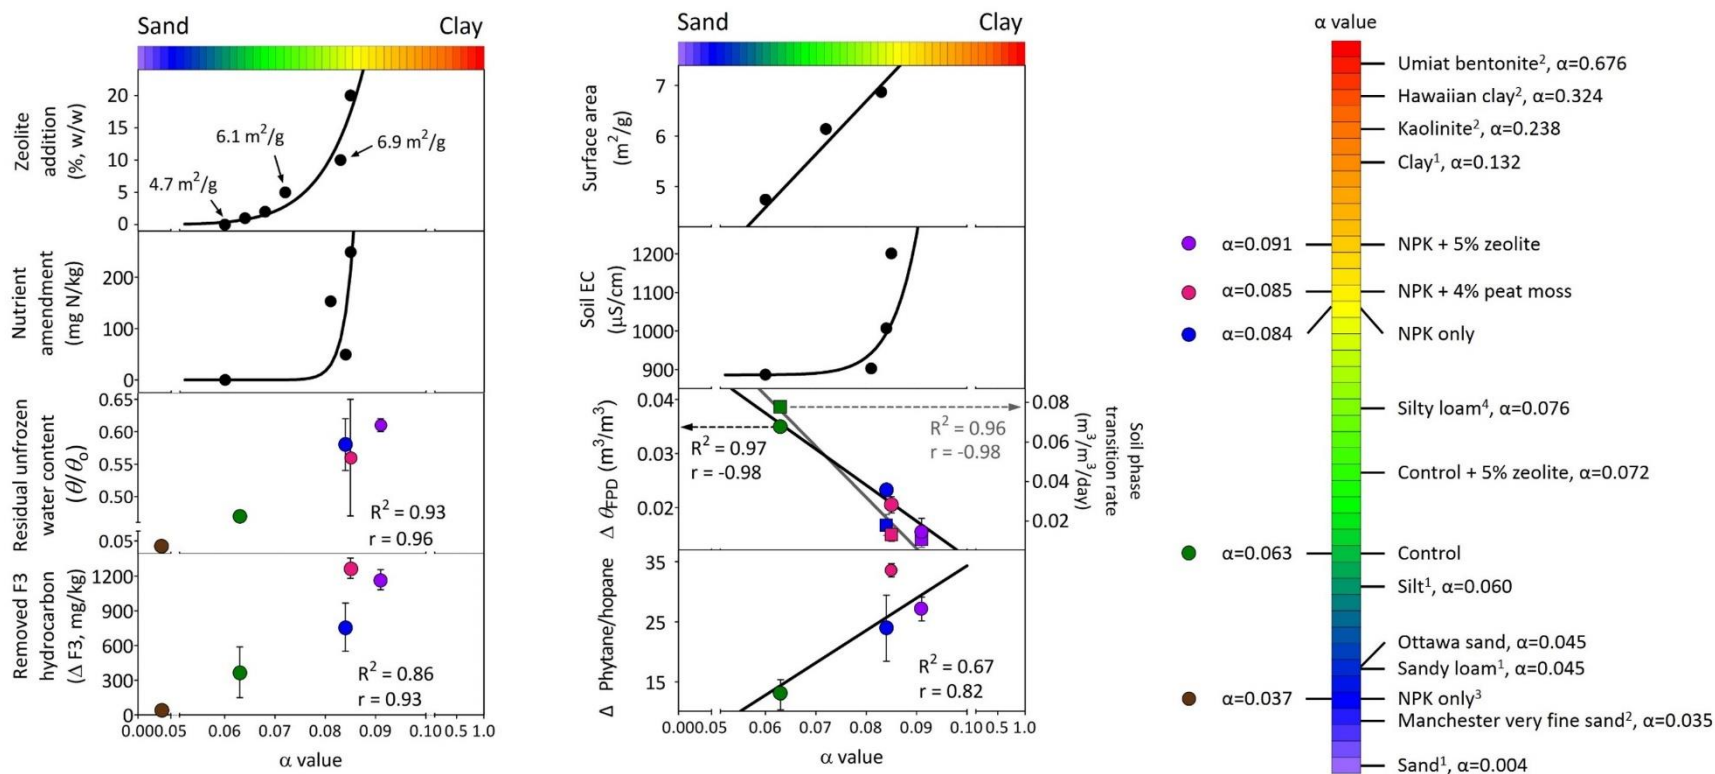 Sand Clay
Zeolite
addition
(%, w/w)
20
15
10
5
0
4.7 m²/g
6.1 m²/g
6.9 m²/g
Nutrient
amendment
(mg N/kg)
200
100
0
Residual unfrozen
water content
(θ/θo)
0.65
0.60
0.55
0.50
0.05
R² = 0.93
r = 0.96
Removed F3
hydrocarbon
(Δ F3, mg/kg)
1200
900
600
300
0
R² = 0.86
r = 0.93
0.00 0.05 0.06 0.07 0.08 0.09 0.10 0.5 1.0
α value
Sand Clay
Surface area
(m²/g)
7
6
5
Soil EC
(μS/cm)
1200
1100
1000
900
Δ θFPD (m³/m³)
0.04
0.03
0.02
R² = 0.97
r = -0.98
R² = 0.96
r = -0.98
0.08
0.06
0.04
0.02
Soil phase
transition rate
(m³/m³/day)
Δ Phytane/hopane
35
25
15
R² = 0.67
r = 0.82
0.00 0.05 0.06 0.07 0.08 0.09 0.10 0.5 1.0
α value
α value
Umiat bentonite², α=0.676
Hawaiian clay², α=0.324
Kaolinite², α=0.238
Clay¹, α=0.132
α=0.091 NPK + 5% zeolite
α=0.085 NPK + 4% peat moss
α=0.084 NPK only
Silty loam⁴, α=0.076
Control + 5% zeolite, α=0.072
α=0.063 Control
Silt¹, α=0.060
Ottawa sand, α=0.045
Sandy loam¹, α=0.045
α=0.037 NPK only³
Manchester very fine sand², α=0.035
Sand¹, α=0.004